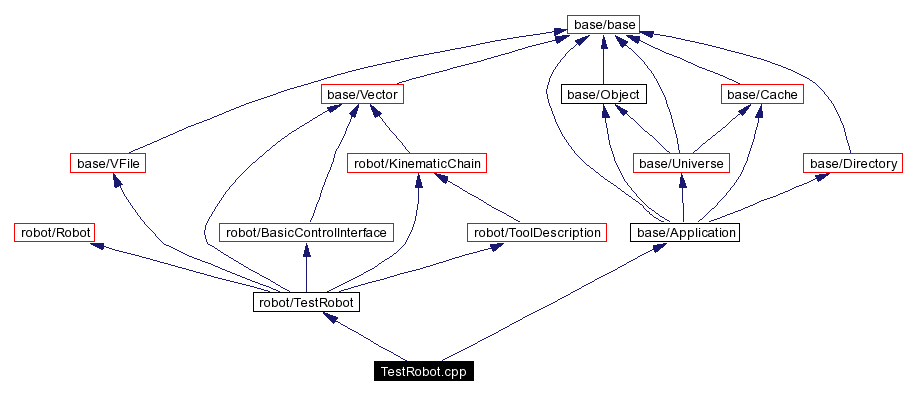 base/base
base/Vector
base/Object
base/Cache
base/VFile
robot/KinematicChain
base/Universe
base/Directory
robot/Robot
robot/BasicControlInterface
robot/ToolDescription
base/Application
robot/TestRobot
TestRobot.cpp